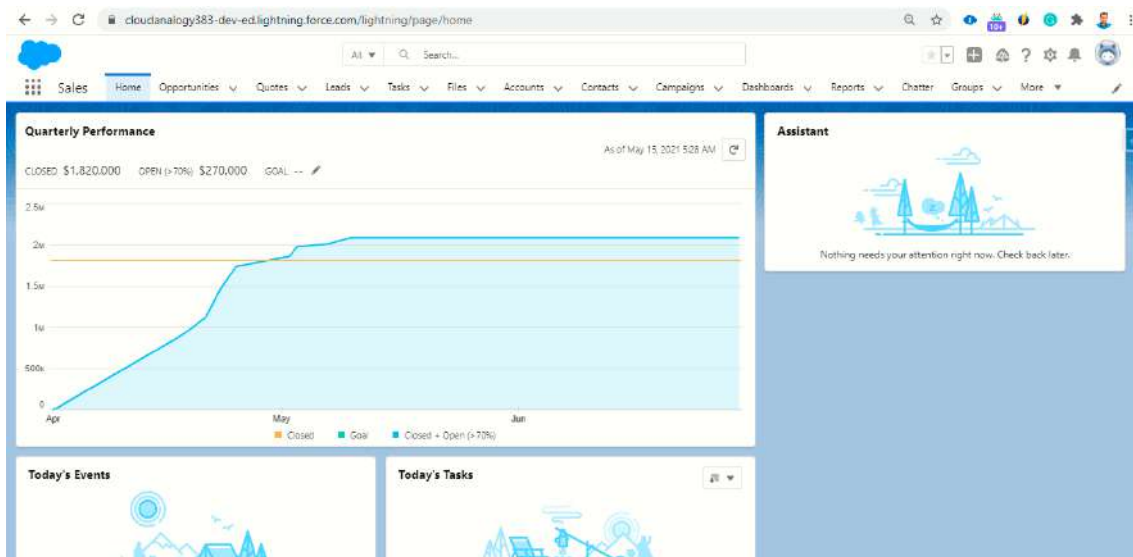 cloudanalogy383-dev-ed.lightning.force.com/lightning/page/home
10+
All Search...
Sales Home Opportunities Quotes Leads Tasks Files Accounts Contacts Campaigns Dashboards Reports Chatter Groups More
Quarterly Performance
As of May 15, 2021 5:28 AM
CLOSED $1,820,000 OPEN (>70%) $270,000 GOAL --
2.5M
2M
1.5M
1M
500K
0
Apr May Jun
Closed Goal Closed + Open (>70%)
Assistant
Nothing needs your attention right now. Check back later.
Today's Events
Today's Tasks